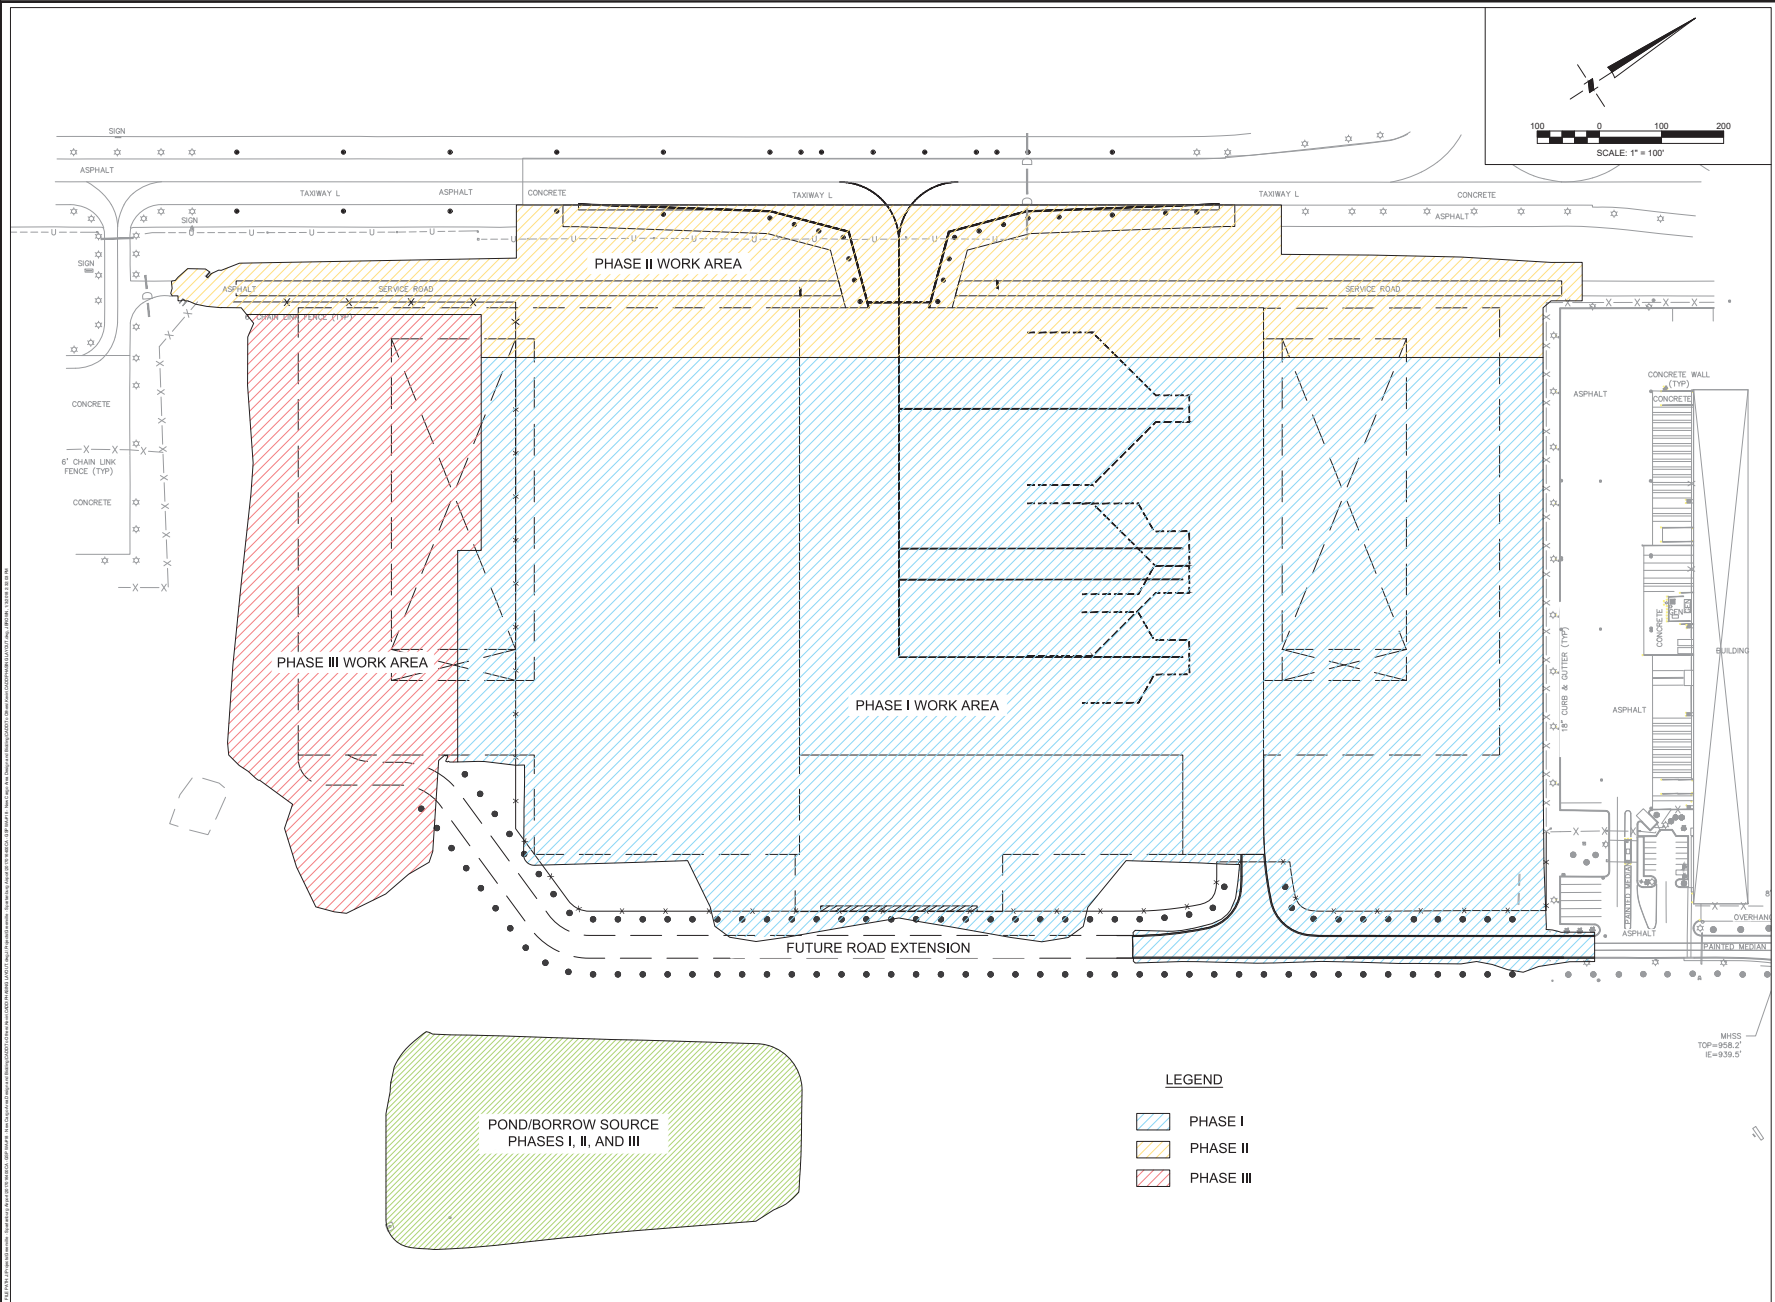 100 0 100 200
SCALE: 1" = 100'
SIGN
ASPHALT
TAXIWAY L
ASPHALT
CONCRETE
TAXIWAY L
TAXIWAY L
CONCRETE
ASPHALT
SIGN
SIGN
PHASE II WORK AREA
ASPHALT
SERVICE ROAD
SERVICE ROAD
CHAIN LINK FENCE (TYP)
CONCRETE
6' CHAIN LINK
FENCE (TYP)
CONCRETE
CONCRETE WALL
(TYP)
CONCRETE
ASPHALT
CONCRETE
GEN
GEN
BUILDING
18" CURB & GUTTER (TYP)
ASPHALT
PHASE III WORK AREA
PHASE I WORK AREA
PAINTED MEDIAN
8'
OVERHANG
ASPHALT
PAINTED MEDIAN
FUTURE ROAD EXTENSION
MHSS
TOP=958.2'
IE=939.5'
POND/BORROW SOURCE
PHASES I, II, AND III
LEGEND
PHASE I
PHASE II
PHASE III